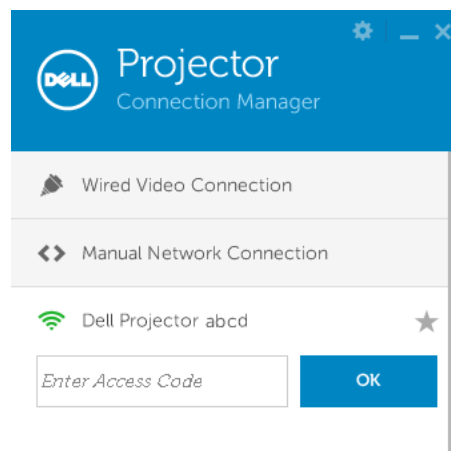 DELL
Projector
Connection Manager
Wired Video Connection
Manual Network Connection
Dell Projector abcd
Enter Access Code
OK